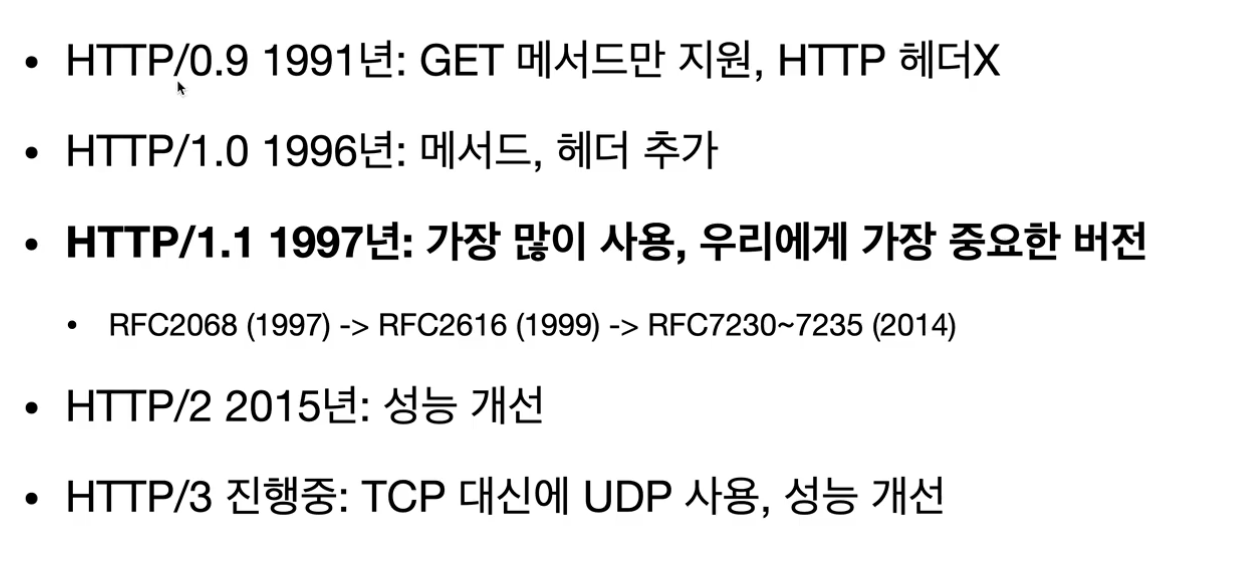 • HTTP/0.9 1991년: GET 메서드만 지원, HTTP 헤더X
• HTTP/1.0 1996년: 메서드, 헤더 추가
• HTTP/1.1 1997년: 가장 많이 사용, 우리에게 가장 중요한 버전
• RFC2068 (1997) -> RFC2616 (1999) -> RFC7230~7235 (2014)
• HTTP/2 2015년: 성능 개선
• HTTP/3 진행중: TCP 대신에 UDP 사용, 성능 개선